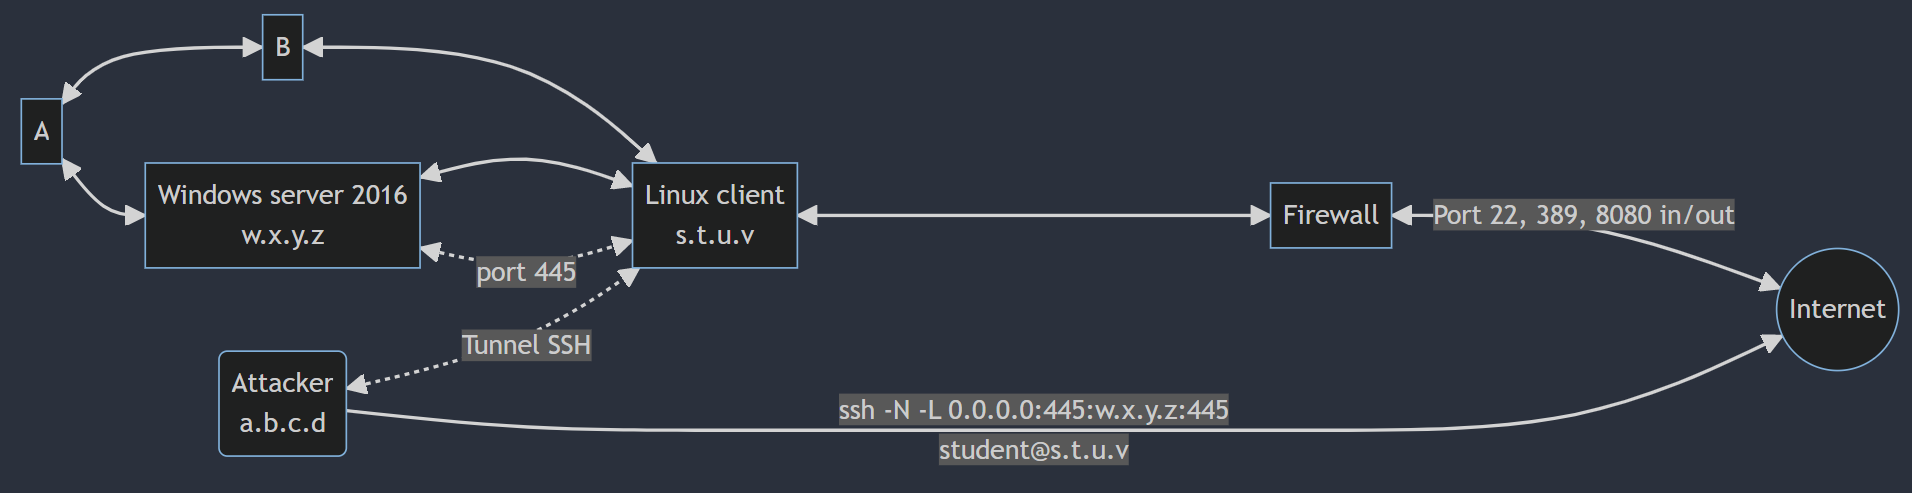 B
A
Windows server 2016
w.x.y.z
Linux client
s.t.u.v
Firewall
Port 22, 389, 8080 in/out
port 445
Internet
Tunnel SSH
Attacker
a.b.c.d
ssh -N -L 0.0.0.0:445:w.x.y.z:445
student@s.t.u.v